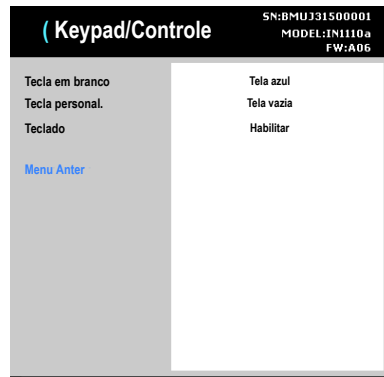 ( Keypad/Controle
SN:BMUJ31500001
MODEL:IN1110a
FW:A06
Tecla em branco Tela azul
Tecla personal. Tela vazia
Teclado Habilitar
Menu Anter